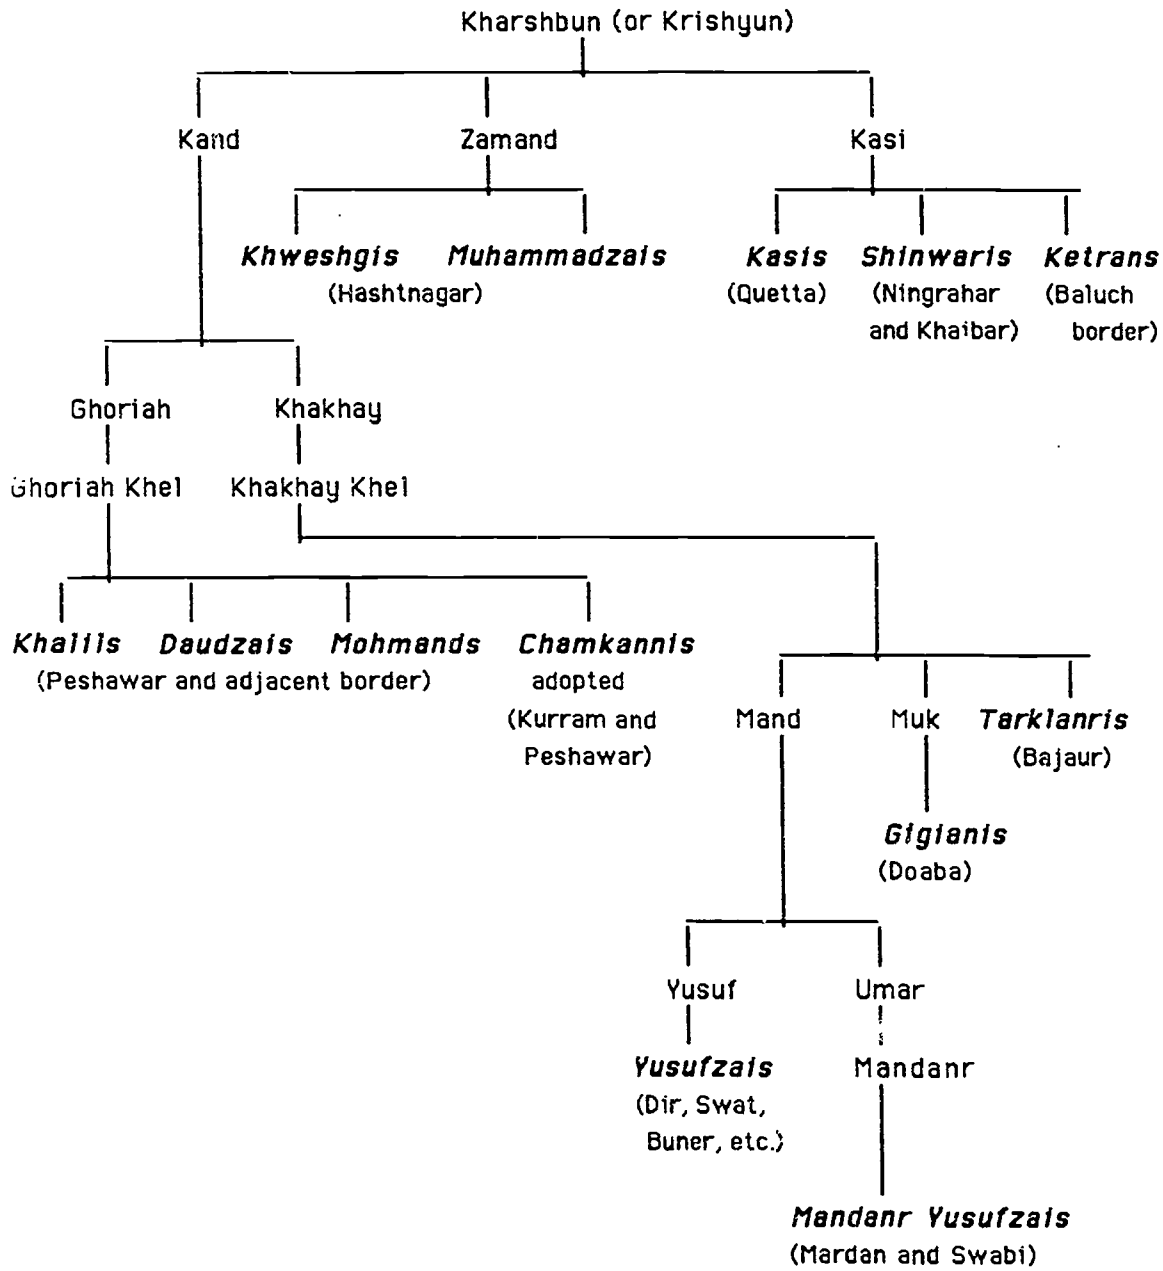 Kharshbun (or Krishyun)
Kand Zamand Kasi
Khweshgis Muhammadzais Kasis Shinwaris Ketrans
(Hashtnagar) (Quetta) (Ningrahar (Baluch
and Khaibar) border)
Ghoriah Khakhay
Ghoriah Khel Khakhay Khel
Khalils Daudzais Mohmands Chamkannis
(Peshawar and adjacent border) adopted
(Kurram and
Peshawar)
Mand Muk Tarklanris
(Bajaur)
Gigianis
(Doaba)
Yusuf Umar
Yusufzais Mandanr
(Dir, Swat,
Buner, etc.)
Mandanr Yusufzais
(Mardan and Swabi)